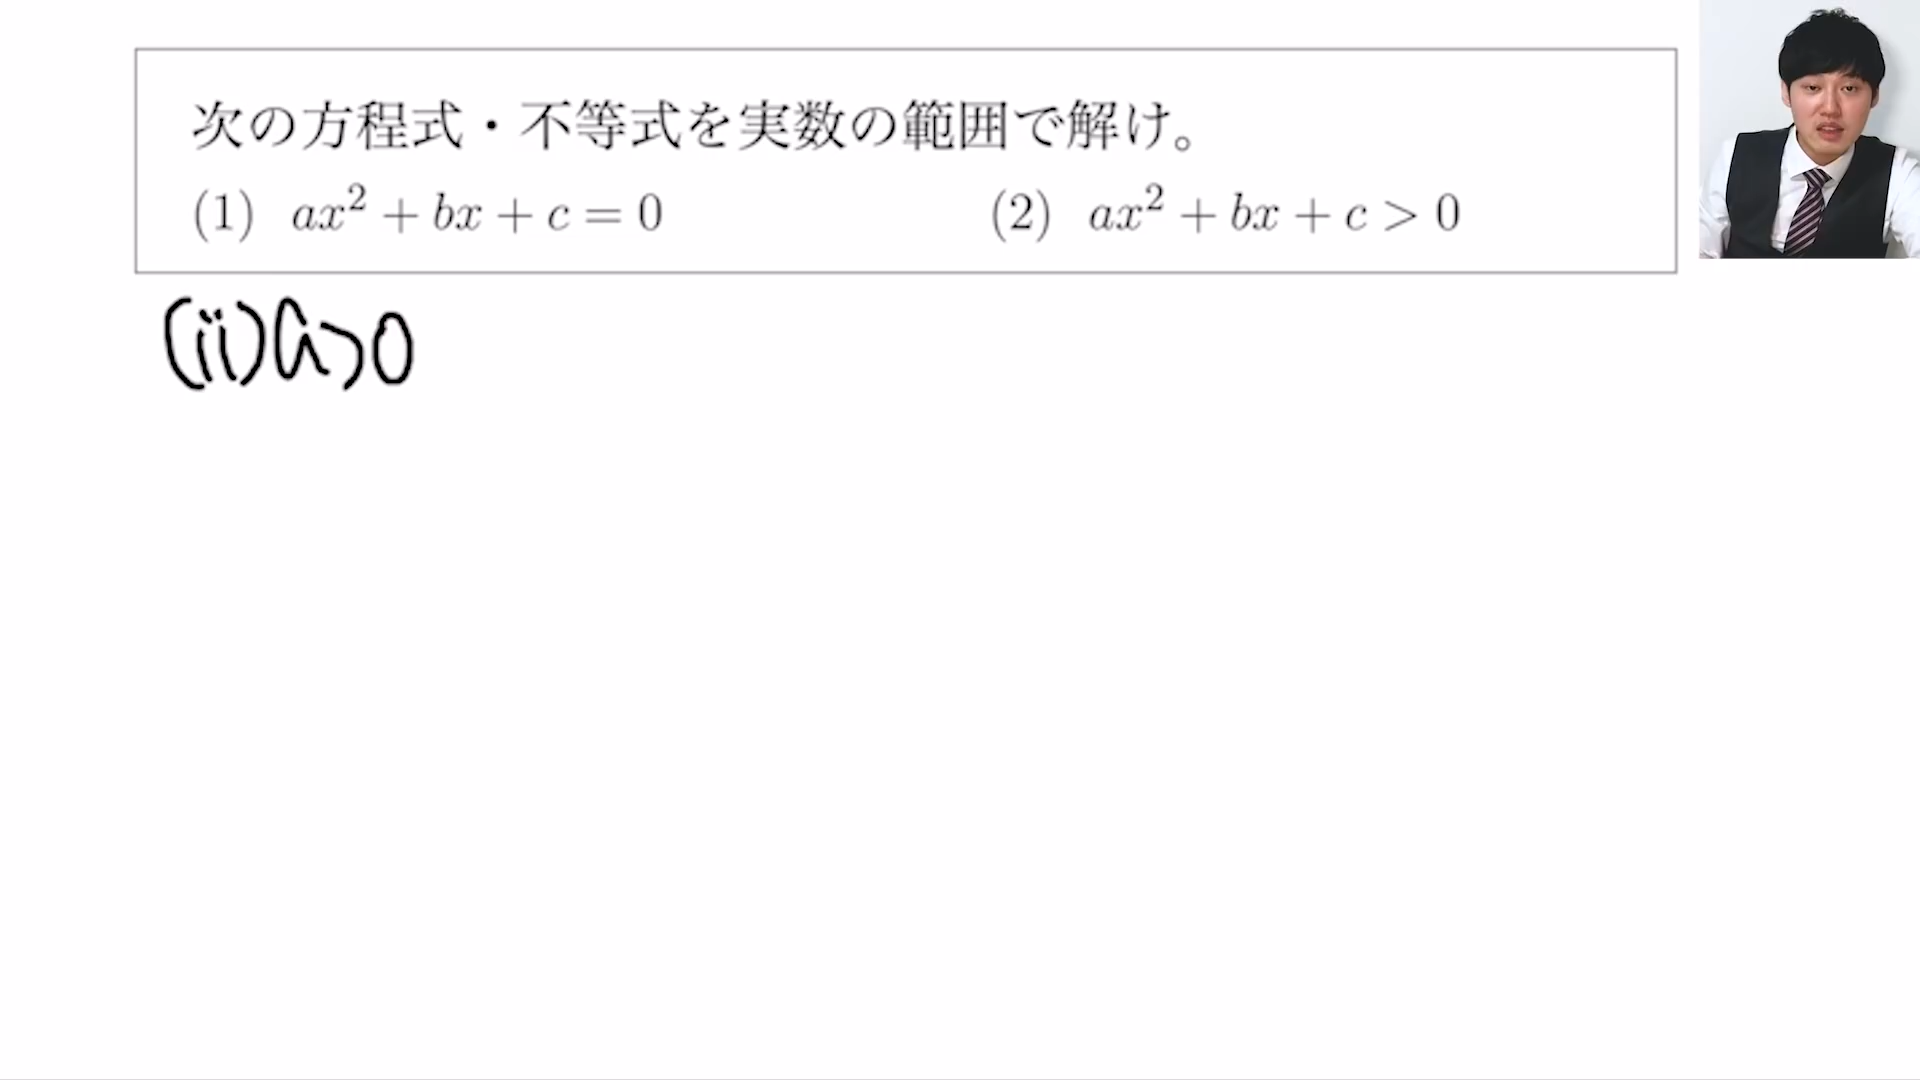 次の方程式・不等式を実数の範囲で解け。
(1) ax² + bx + c = 0 (2) ax² + bx + c > 0
(ii) a>0